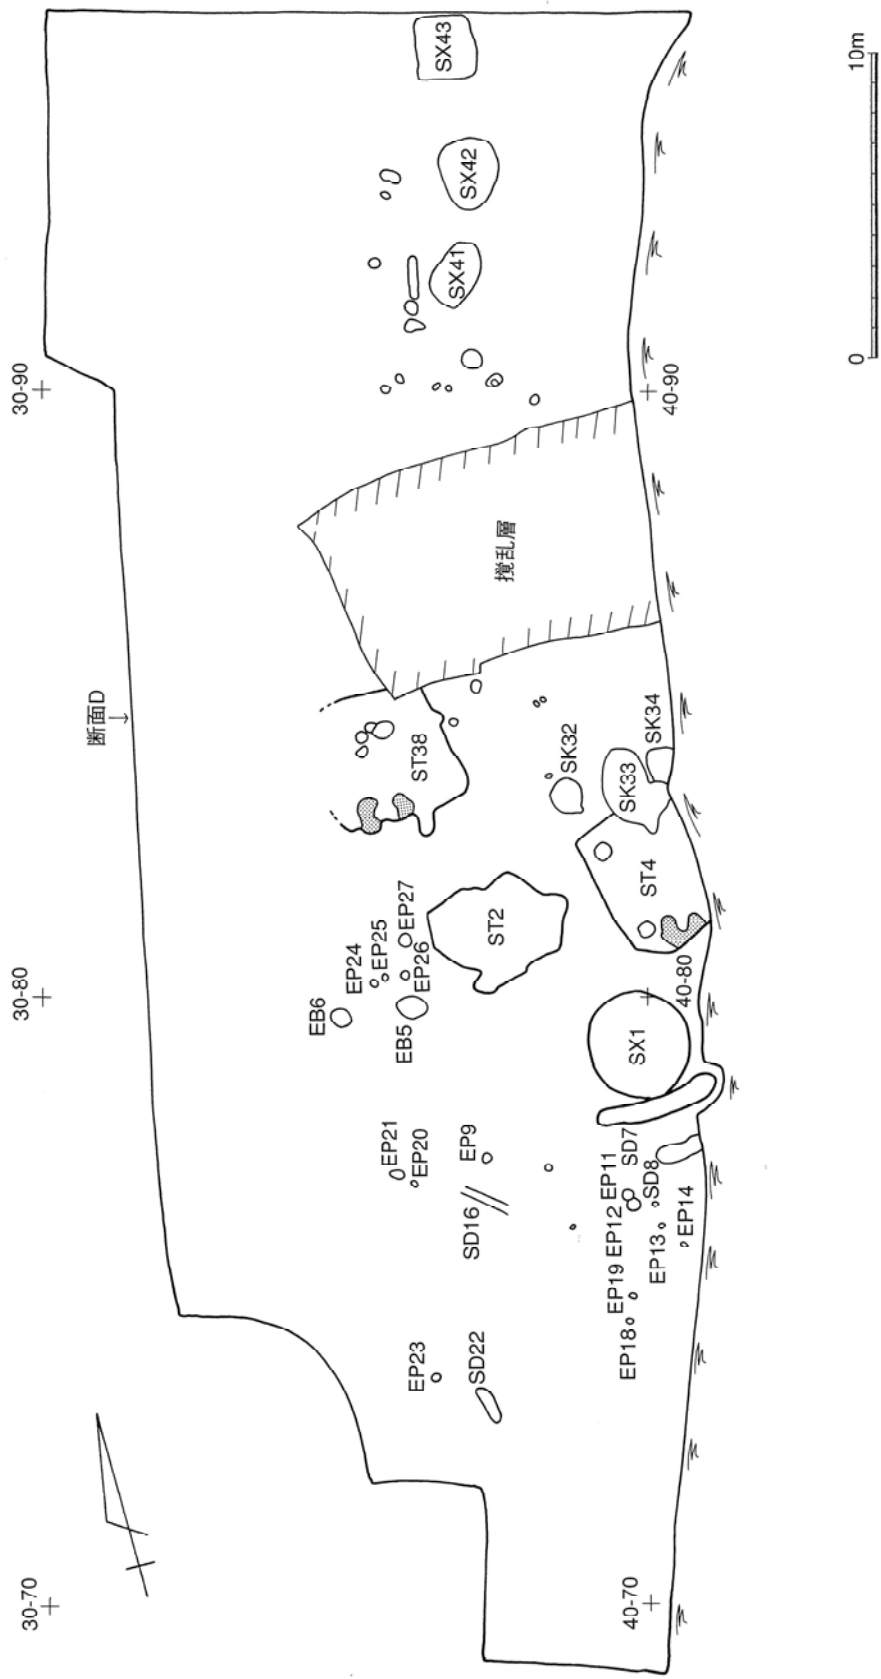 30-70
30-80
30-90
断面D
EB6
EP24
EP25
EP27
EP26
EB5
ST38
ST2
EP21
EP20
EP9
SD16
EP23
SD22
攪乱層
SX41
SX42
SX43
SK32
SK33
SK34
ST4
SX1
SD7
EP11
SD8
EP12
EP19
EP13
EP14
EP18
40-70
40-80
40-90
0
10m